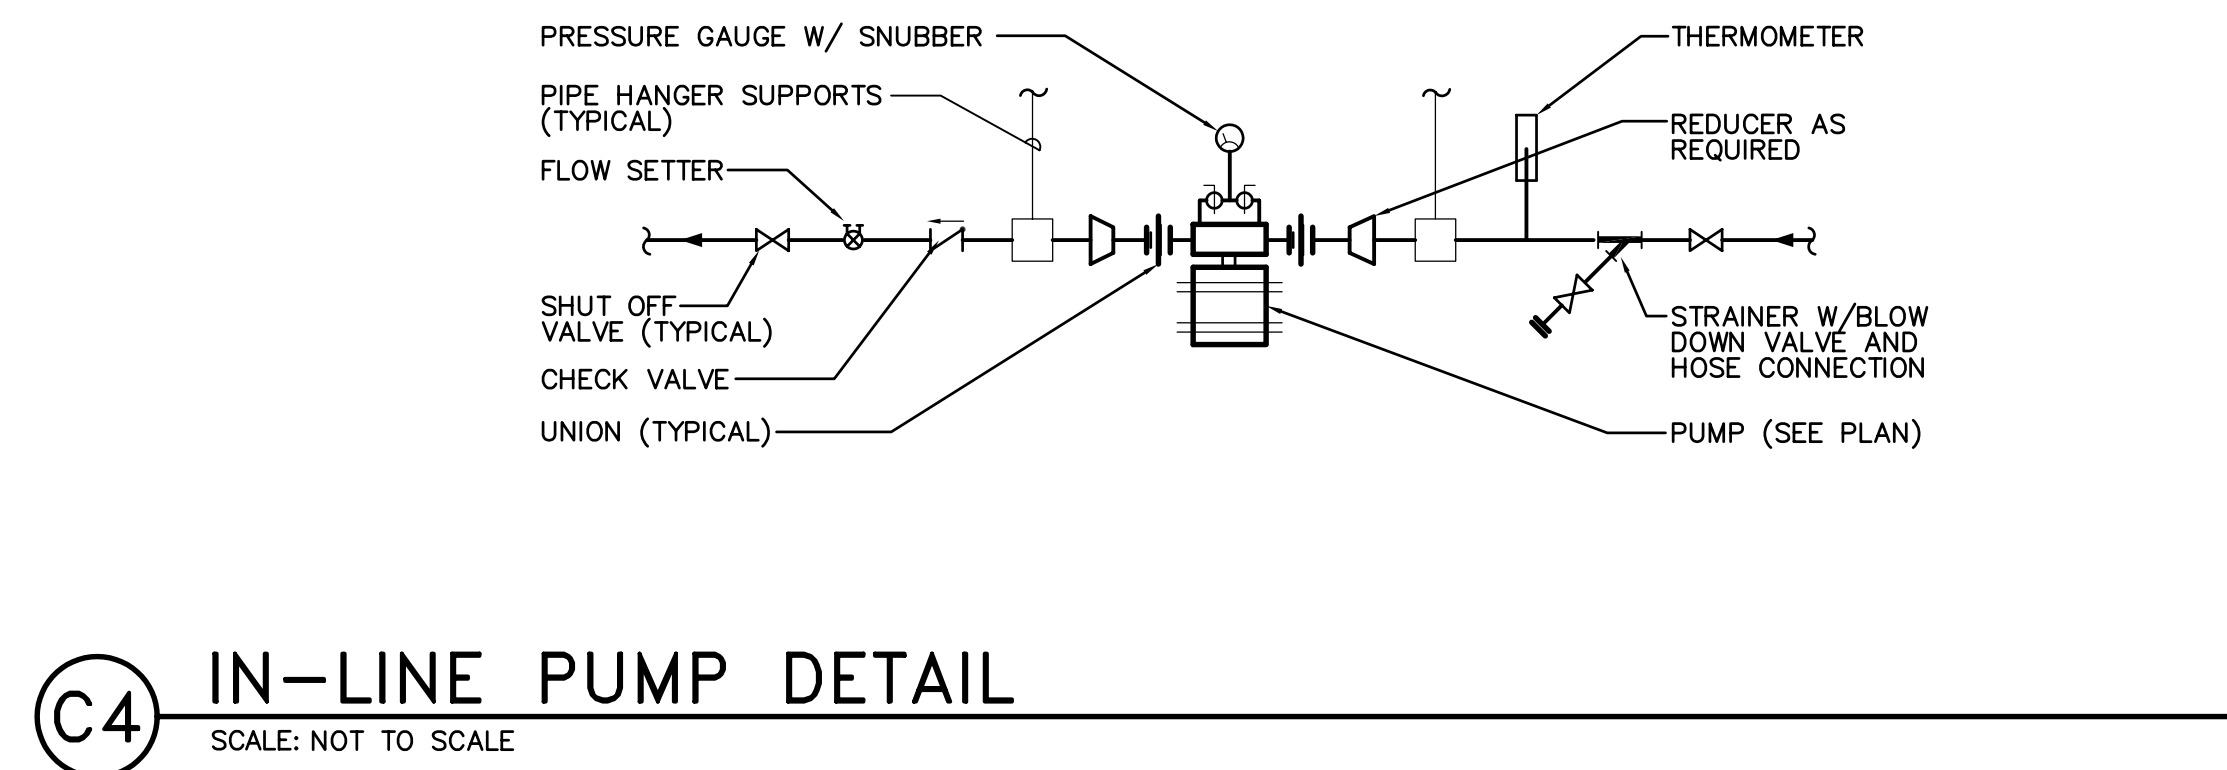 PRESSURE GAUGE W/ SNUBBER
PIPE HANGER SUPPORTS
(TYPICAL)
FLOW SETTER
SHUT OFF
VALVE (TYPICAL)
CHECK VALVE
UNION (TYPICAL)
THERMOMETER
REDUCER AS
REQUIRED
STRAINER W/BLOW
DOWN VALVE AND
HOSE CONNECTION
PUMP (SEE PLAN)
C4
IN-LINE PUMP DETAIL
SCALE: NOT TO SCALE